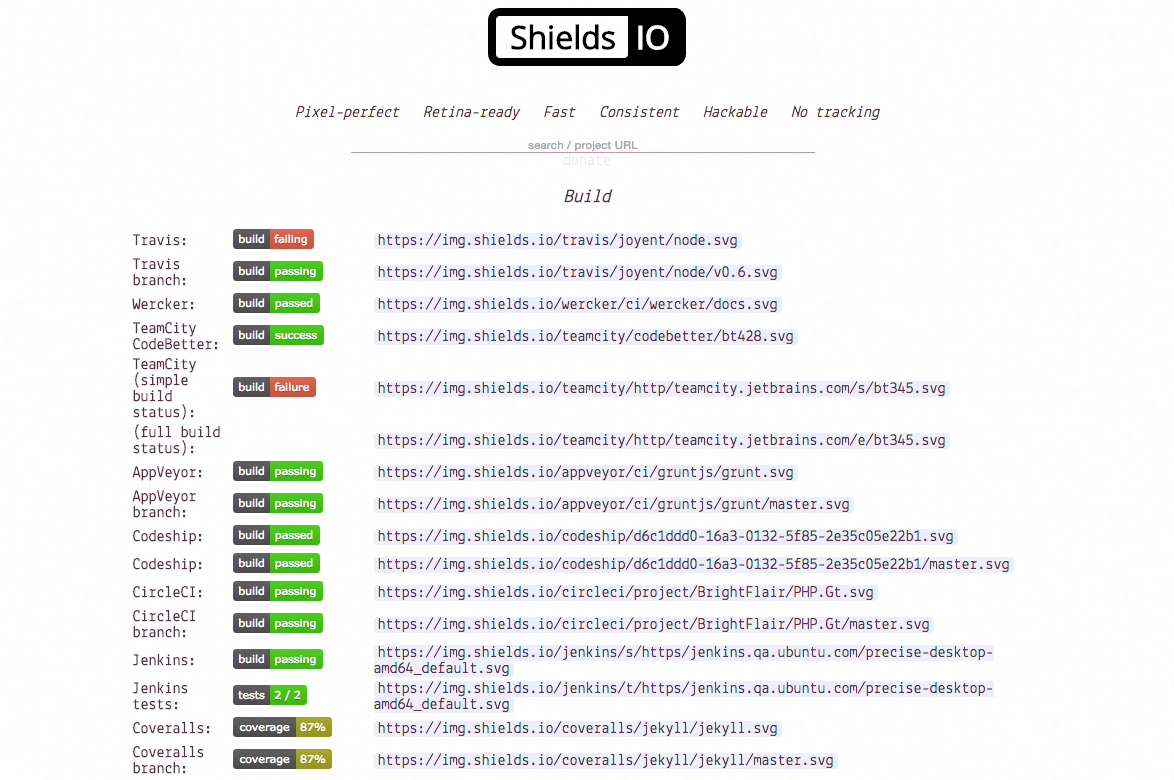 Shields IO
Pixel-perfect Retina-ready Fast Consistent Hackable No tracking
search / project URL
donate
Build
Travis: build failing https://img.shields.io/travis/joyent/node.svg
Travis branch: build passing https://img.shields.io/travis/joyent/node/v0.6.svg
Wercker: build passed https://img.shields.io/wercker/ci/wercker/docs.svg
TeamCity CodeBetter: build success https://img.shields.io/teamcity/codebetter/bt428.svg
TeamCity (simple build status): build failure https://img.shields.io/teamcity/http/teamcity.jetbrains.com/s/bt345.svg
(full build status): https://img.shields.io/teamcity/http/teamcity.jetbrains.com/e/bt345.svg
AppVeyor: build passing https://img.shields.io/appveyor/ci/gruntjs/grunt.svg
AppVeyor branch: build passing https://img.shields.io/appveyor/ci/gruntjs/grunt/master.svg
Codeship: build passed https://img.shields.io/codeship/d6c1ddd0-16a3-0132-5f85-2e35c05e22b1.svg
Codeship: build passed https://img.shields.io/codeship/d6c1ddd0-16a3-0132-5f85-2e35c05e22b1/master.svg
CircleCI: build passing https://img.shields.io/circleci/project/BrightFlair/PHP.Gt.svg
CircleCI branch: build passing https://img.shields.io/circleci/project/BrightFlair/PHP.Gt/master.svg
Jenkins: build passing https://img.shields.io/jenkins/s/https/jenkins.qa.ubuntu.com/precise-desktop-amd64_default.svg
Jenkins tests: tests 2 / 2 https://img.shields.io/jenkins/t/https/jenkins.qa.ubuntu.com/precise-desktop-amd64_default.svg
Coveralls: coverage 87% https://img.shields.io/coveralls/jekyll/jekyll.svg
Coveralls branch: coverage 87% https://img.shields.io/coveralls/jekyll/jekyll/master.svg